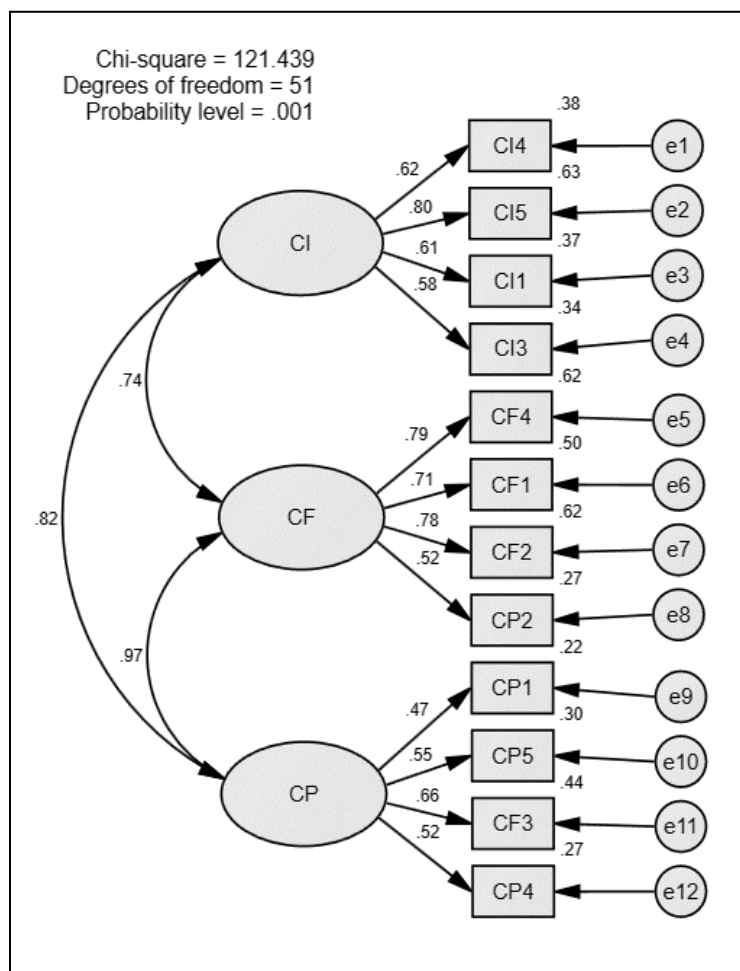 Chi-square = 121.439
Degrees of freedom = 51
Probability level = .001
.38
CI4
e1
.62
.63
CI5
e2
.80
.37
CI
CI1
e3
.61
.34
.58
CI3
e4
.62
.74
CF4
e5
.79
.50
CF1
e6
.71
.62
.82
CF
CF2
e7
.78
.27
.52
CP2
e8
.22
.97
CP1
e9
.47
.30
CP5
e10
.55
.44
CP
CF3
e11
.66
.27
.52
CP4
e12